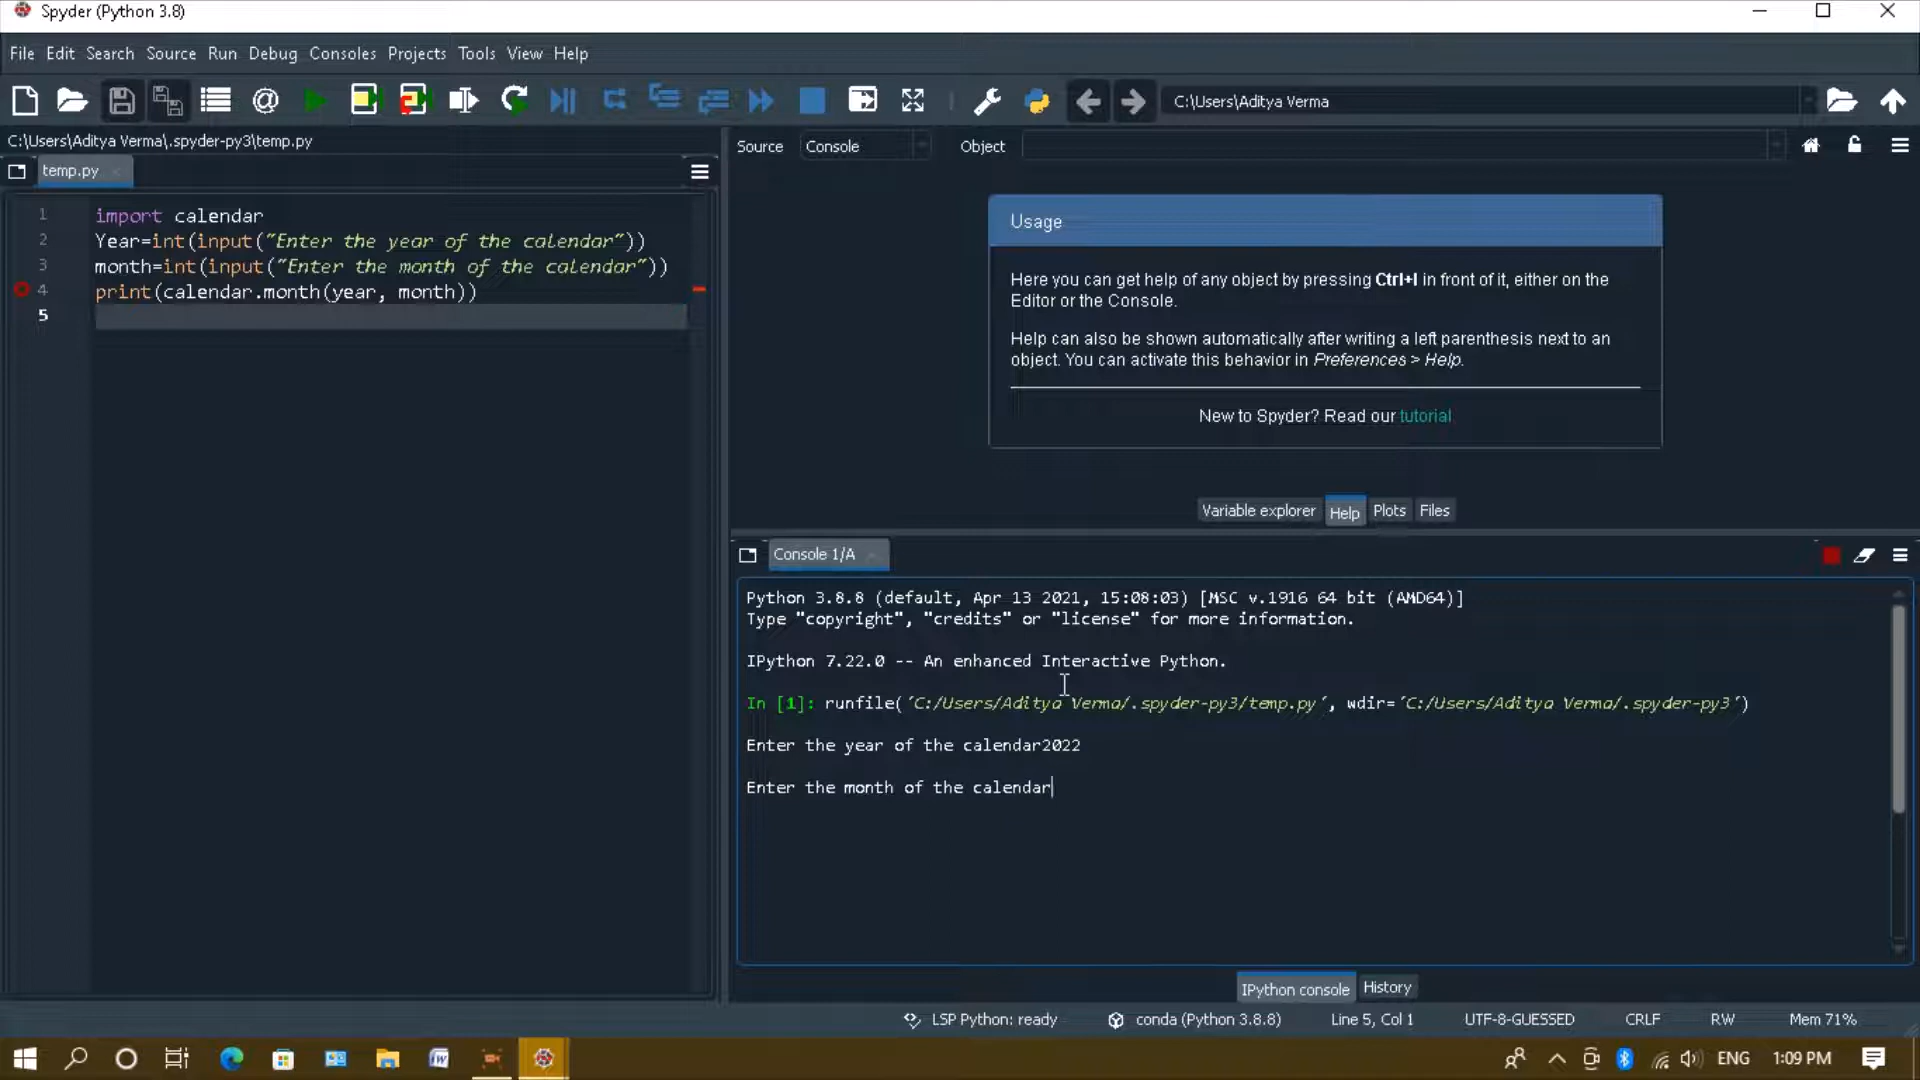 Spyder (Python 3.8)
File Edit Search Source Run Debug Consoles Projects Tools View Help
C:\Users\Aditya Verma
C:\Users\Aditya Verma\.spyder-py3\temp.py
temp.py
1 import calendar
2 Year=int(input("Enter the year of the calendar"))
3 month=int(input("Enter the month of the calendar"))
4 print(calendar.month(year, month))
5
Source Console Object
Usage
Here you can get help of any object by pressing Ctrl+I in front of it, either on the
Editor or the Console.
Help can also be shown automatically after writing a left parenthesis next to an
object. You can activate this behavior in Preferences > Help.
New to Spyder? Read our tutorial
Variable explorer Help Plots Files
Console 1/A
Python 3.8.8 (default, Apr 13 2021, 15:08:03) [MSC v.1916 64 bit (AMD64)]
Type "copyright", "credits" or "license" for more information.
IPython 7.22.0 -- An enhanced Interactive Python.
In [1]: runfile('C:/Users/Aditya Verma/.spyder-py3/temp.py', wdir='C:/Users/Aditya Verma/.spyder-py3')
Enter the year of the calendar2022
Enter the month of the calendar
IPython console History
LSP Python: ready conda (Python 3.8.8) Line 5, Col 1 UTF-8-GUESSED CRLF RW Mem 71%
ENG 1:09 PM